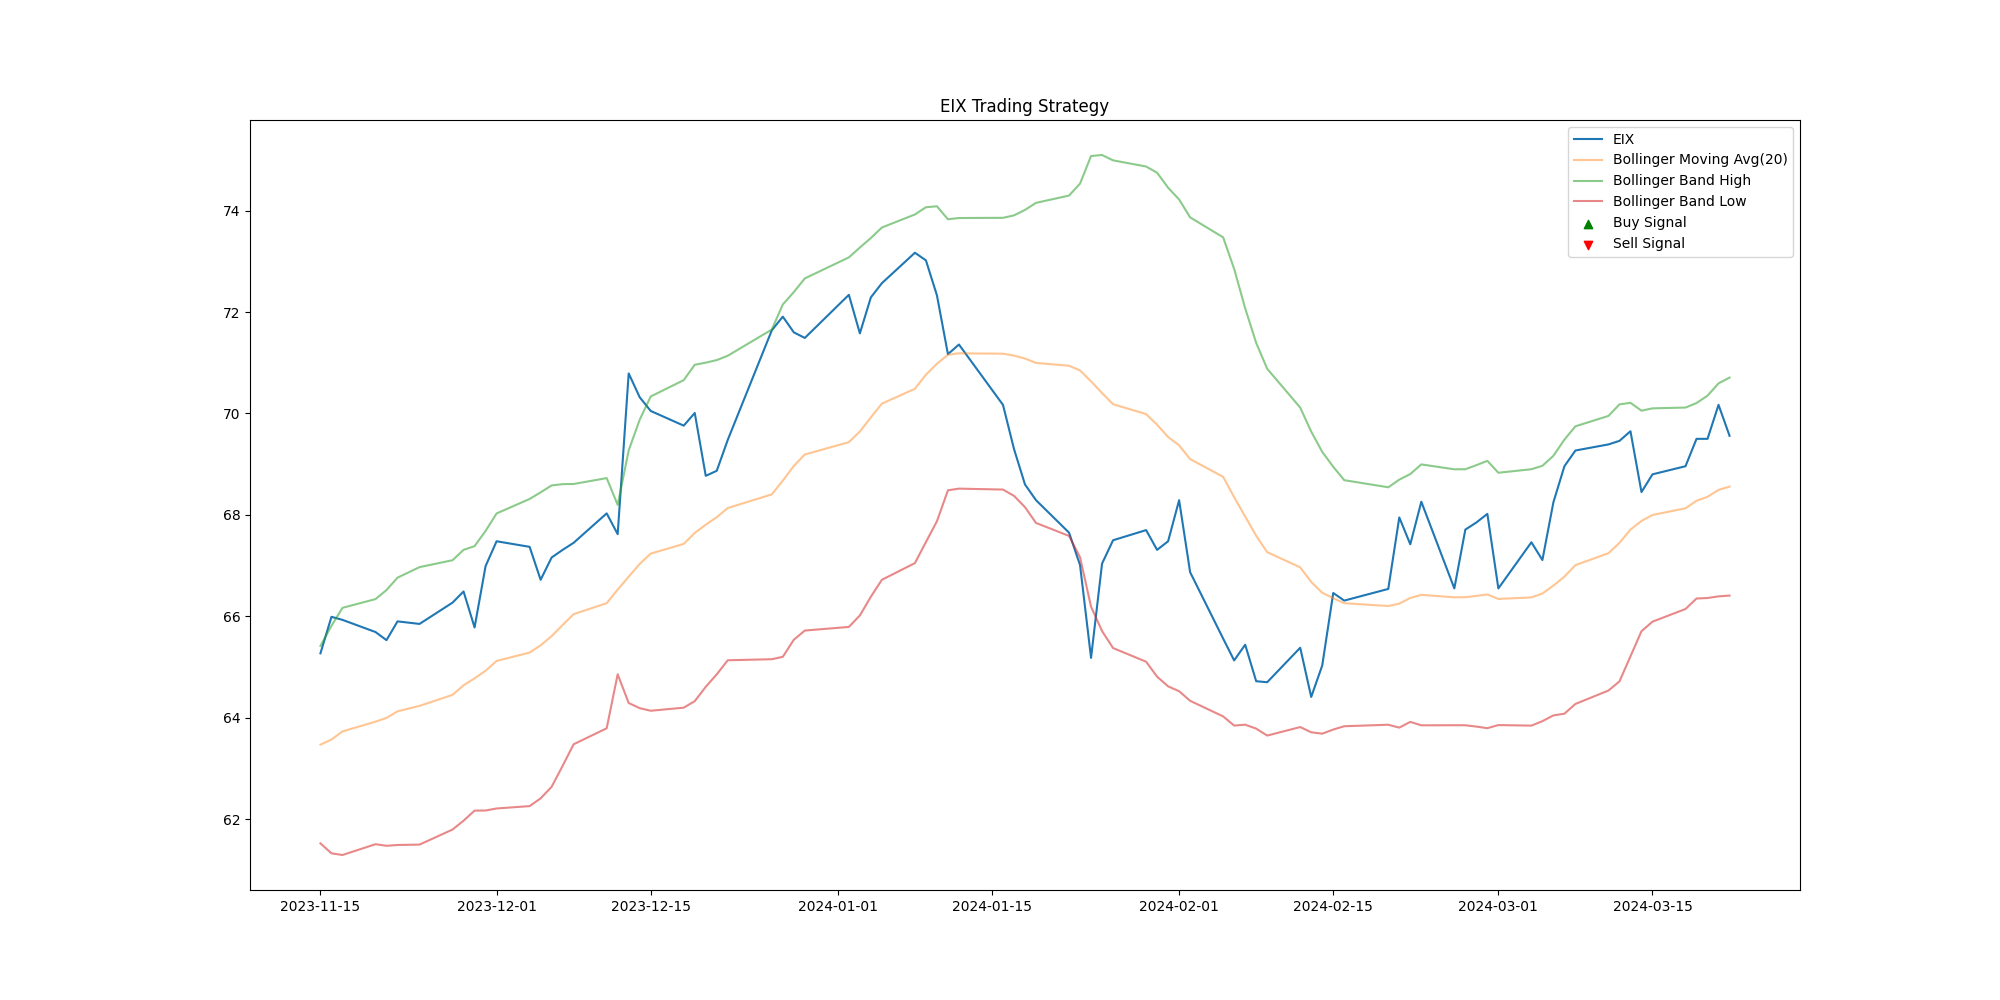 EIX Trading Strategy
EIX
Bollinger Moving Avg(20)
Bollinger Band High
Bollinger Band Low
Buy Signal
Sell Signal
74
72
70
68
66
64
62
2023-11-15 2023-12-01 2023-12-15 2024-01-01 2024-01-15 2024-02-01 2024-02-15 2024-03-01 2024-03-15